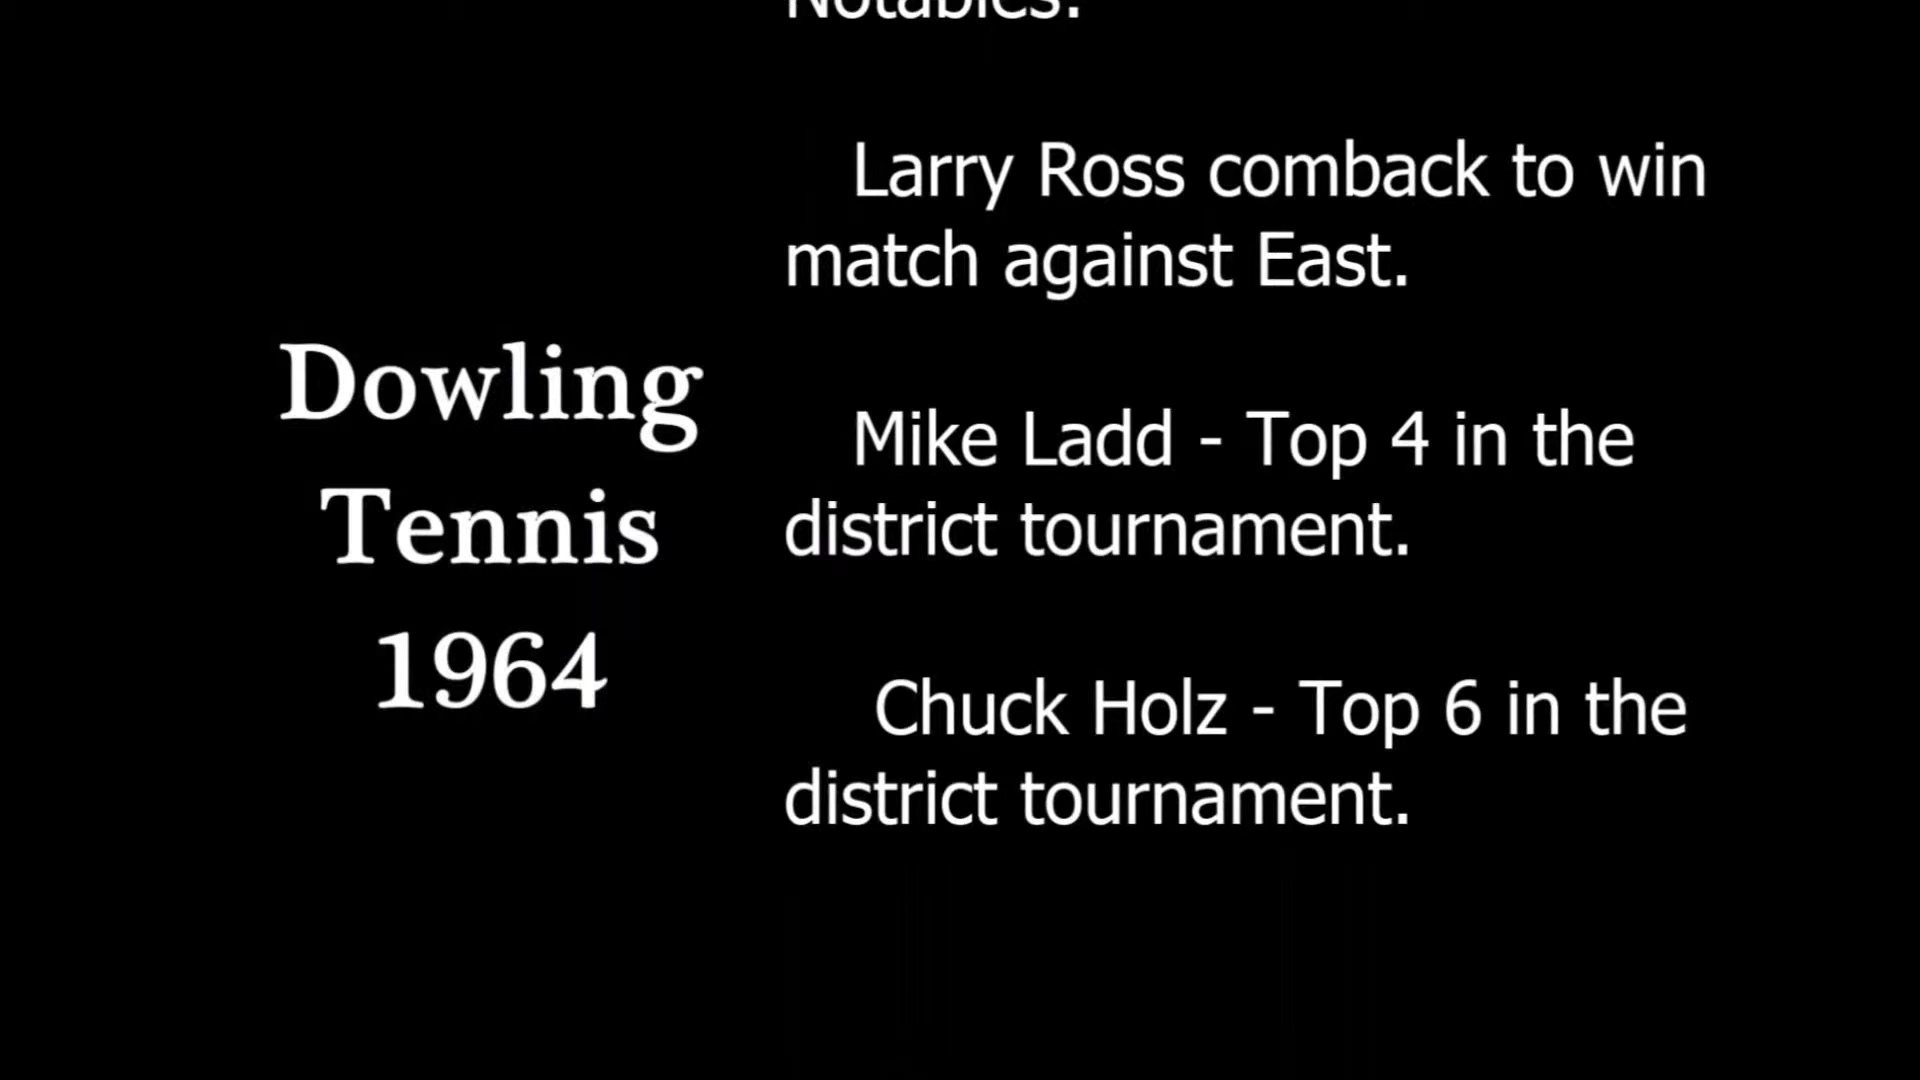 Notables:
Larry Ross comback to win
match against East.
Mike Ladd - Top 4 in the
district tournament.
Chuck Holz - Top 6 in the
district tournament.
Dowling
Tennis
1964